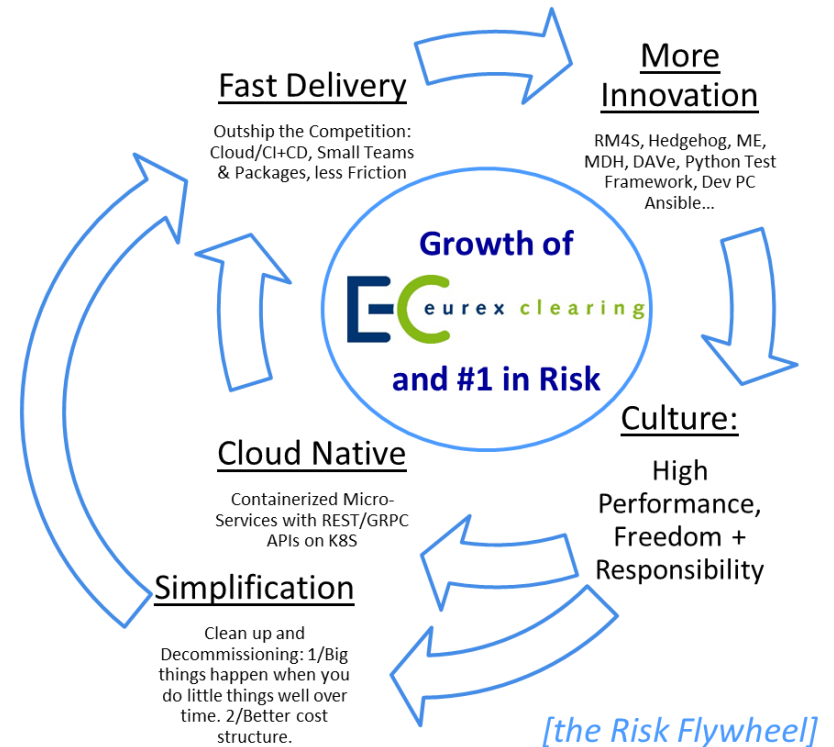 Fast Delivery
Outship the Competition:
Cloud/CI+CD, Small Teams
& Packages, less Friction
More
Innovation
RM4S, Hedgehog, ME,
MDH, DAVe, Python Test
Framework, Dev PC
Ansible...
Growth of
EC eurex clearing
and #1 in Risk
Culture:
High
Performance,
Freedom +
Responsibility
Cloud Native
Containerized Micro-
Services with REST/GRPC
APIs on K8S
Simplification
Clean up and
Decommissioning: 1/Big
things happen when you
do little things well over
time. 2/Better cost
structure.
[the Risk Flywheel]